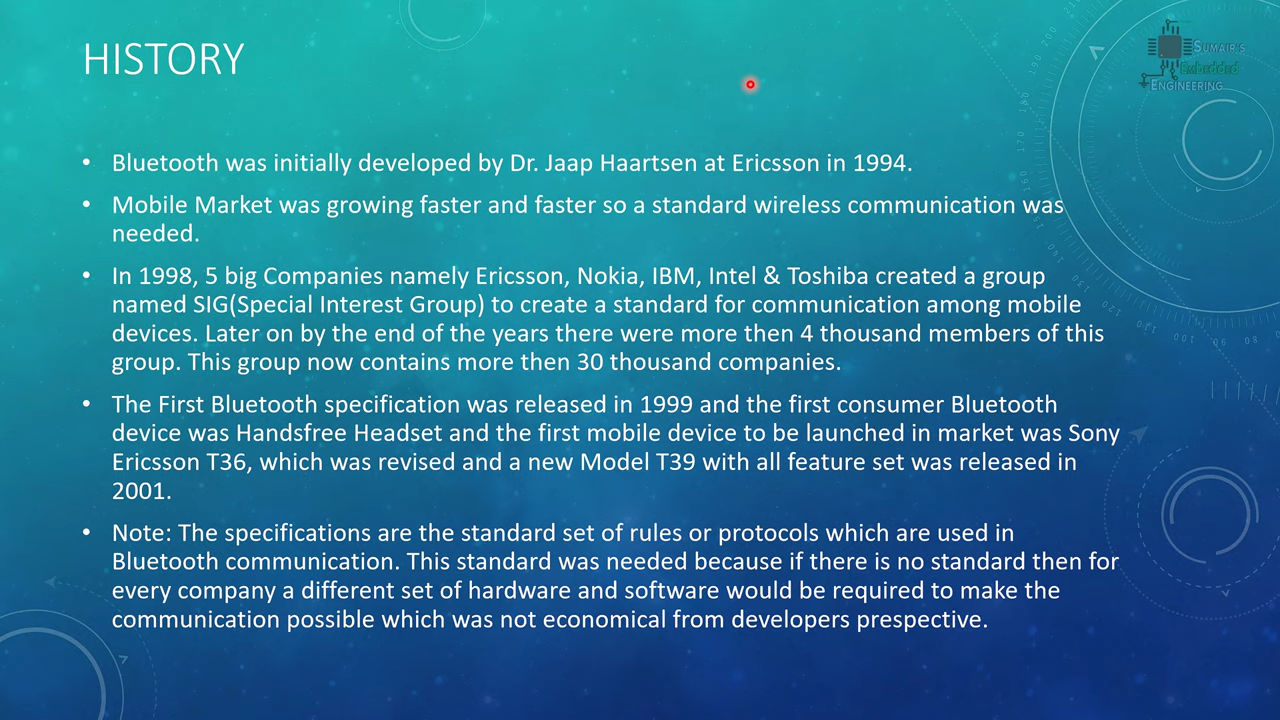 HISTORY
SUMAIR'S
Embedded
ENGINEERING
• Bluetooth was initially developed by Dr. Jaap Haartsen at Ericsson in 1994.
• Mobile Market was growing faster and faster so a standard wireless communication was
needed.
• In 1998, 5 big Companies namely Ericsson, Nokia, IBM, Intel & Toshiba created a group
named SIG(Special Interest Group) to create a standard for communication among mobile
devices. Later on by the end of the years there were more then 4 thousand members of this
group. This group now contains more then 30 thousand companies.
• The First Bluetooth specification was released in 1999 and the first consumer Bluetooth
device was Handsfree Headset and the first mobile device to be launched in market was Sony
Ericsson T36, which was revised and a new Model T39 with all feature set was released in
2001.
• Note: The specifications are the standard set of rules or protocols which are used in
Bluetooth communication. This standard was needed because if there is no standard then for
every company a different set of hardware and software would be required to make the
communication possible which was not economical from developers prespective.